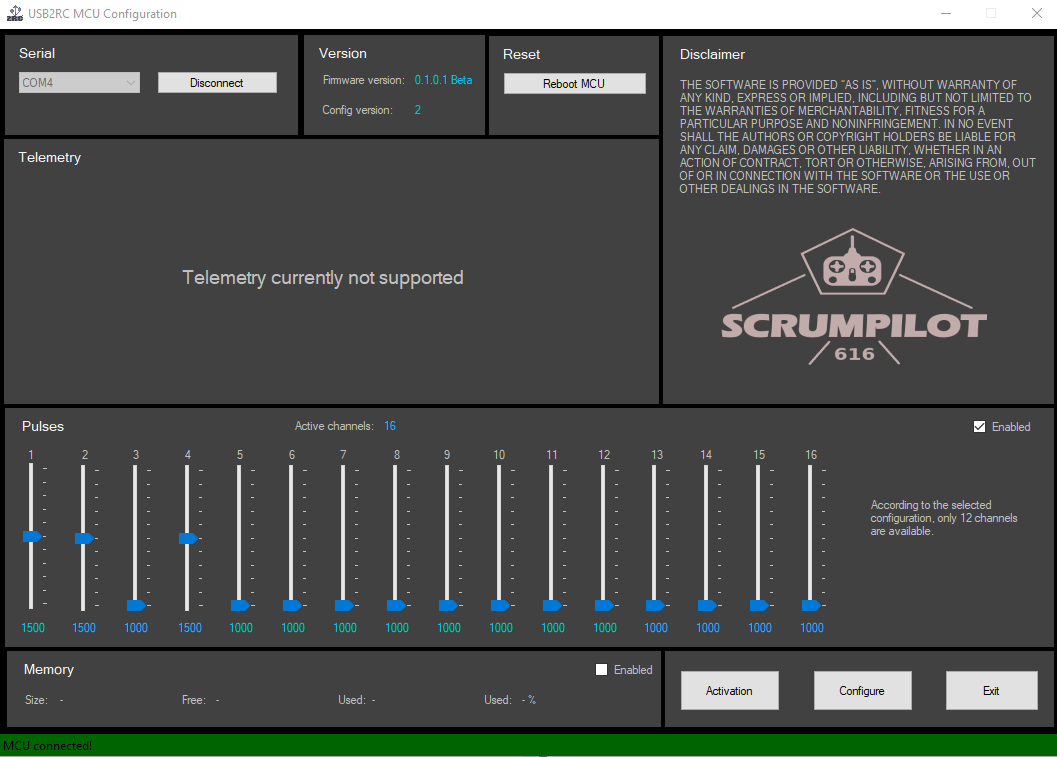 USB2RC MCU Configuration
Serial
COM4
Disconnect
Version
Firmware version: 0.1.0.1 Beta
Config version: 2
Reset
Reboot MCU
Disclaimer
THE SOFTWARE IS PROVIDED "AS IS", WITHOUT WARRANTY OF
ANY KIND, EXPRESS OR IMPLIED, INCLUDING BUT NOT LIMITED TO
THE WARRANTIES OF MERCHANTABILITY, FITNESS FOR A
PARTICULAR PURPOSE AND NONINFRINGEMENT. IN NO EVENT
SHALL THE AUTHORS OR COPYRIGHT HOLDERS BE LIABLE FOR
ANY CLAIM, DAMAGES OR OTHER LIABILITY, WHETHER IN AN
ACTION OF CONTRACT, TORT OR OTHERWISE, ARISING FROM, OUT
OF OR IN CONNECTION WITH THE SOFTWARE OR THE USE OR
OTHER DEALINGS IN THE SOFTWARE.
SCRUMPILOT
616
Telemetry
Telemetry currently not supported
Pulses
Active channels: 16
Enabled
1 2 3 4 5 6 7 8 9 10 11 12 13 14 15 16
1500 1500 1000 1500 1000 1000 1000 1000 1000 1000 1000 1000 1000 1000 1000 1000
According to the selected
configuration, only 12 channels
are available.
Memory
Enabled
Size: - Free: - Used: - Used: - %
Activation
Configure
Exit
MCU connected!